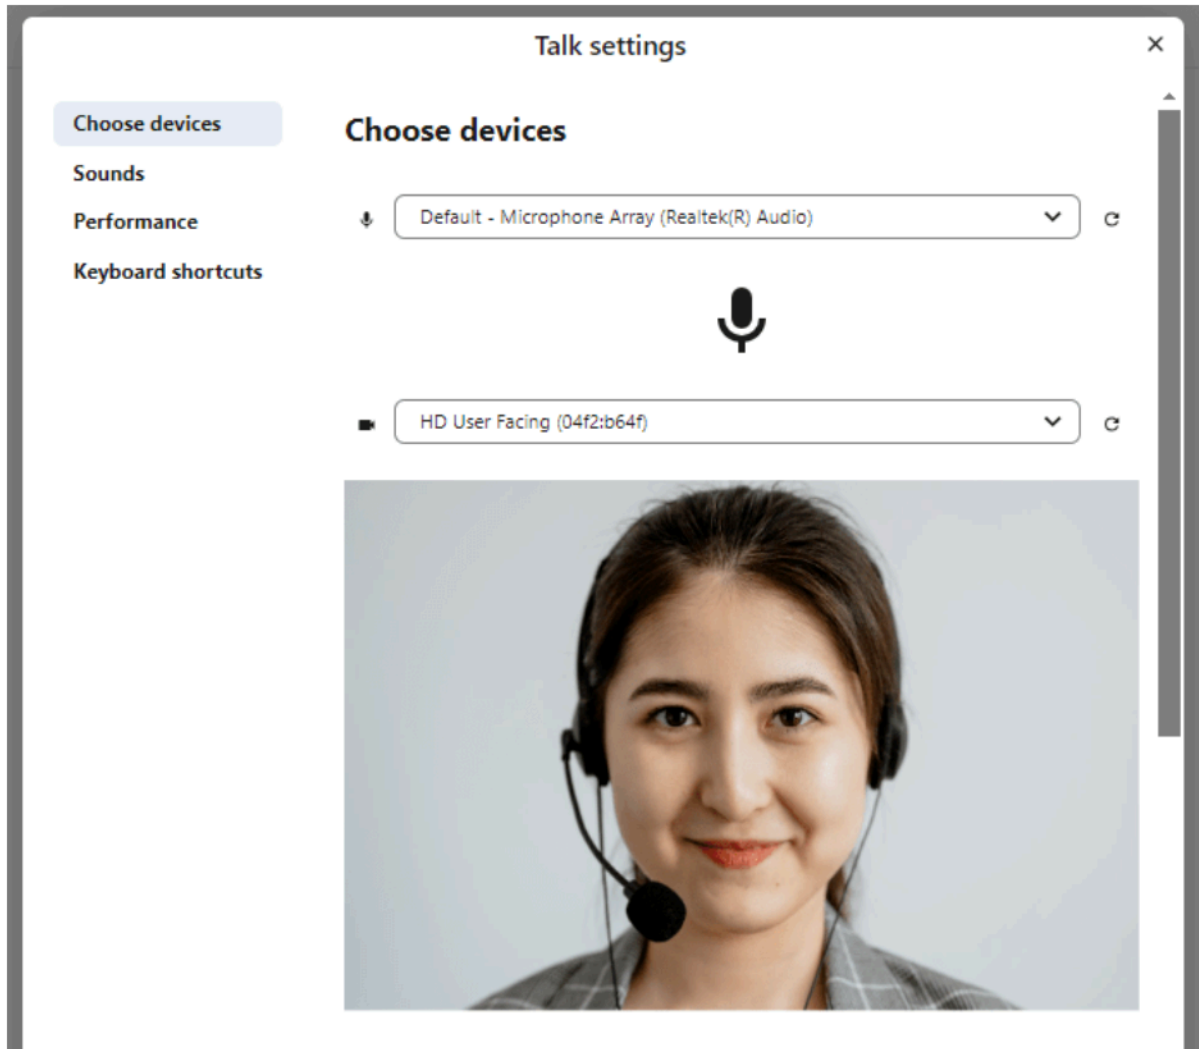 Talk settings
Choose devices
Sounds
Performance
Keyboard shortcuts
Choose devices
Default - Microphone Array (Realtek(R) Audio)
HD User Facing (04f2:b64f)